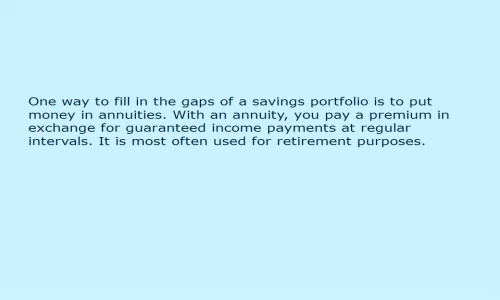 One way to fill in the gaps of a savings portfolio is to put
money in annuities. With an annuity, you pay a premium in
exchange for guaranteed income payments at regular
intervals. It is most often used for retirement purposes.